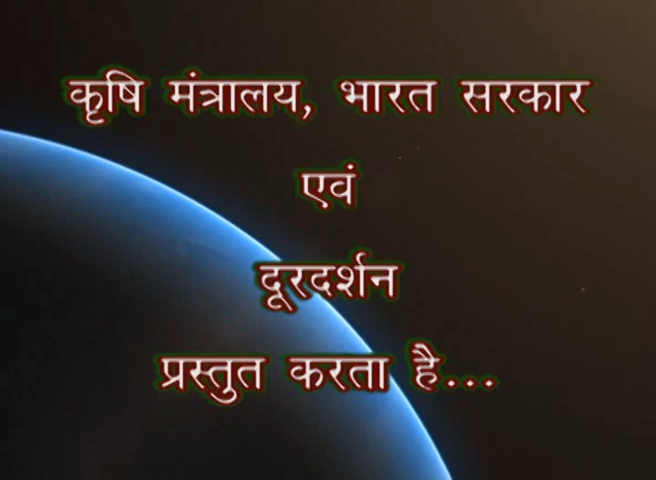 कृषि मंत्रालय, भारत सरकार
एवं
दूरदर्शन
प्रस्तुत करता है...